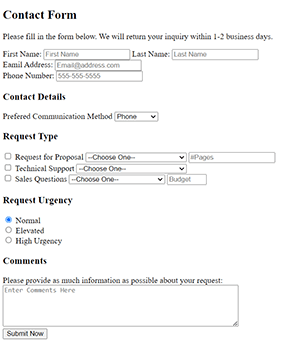 Contact Form
Please fill in the form below. We will return your inquiry within 1-2 business days.
First Name: First Name Last Name: Last Name
Eamil Address: Email@address.com
Phone Number: 555-555-5555
Contact Details
Prefered Communication Method Phone
Request Type
Request for Proposal --Choose One-- #Pages
Technical Support --Choose One--
Sales Questions --Choose One-- Budget
Request Urgency
Normal
Elevated
High Urgency
Comments
Please provide as much information as possible about your request:
Enter Comments Here
Submit Now